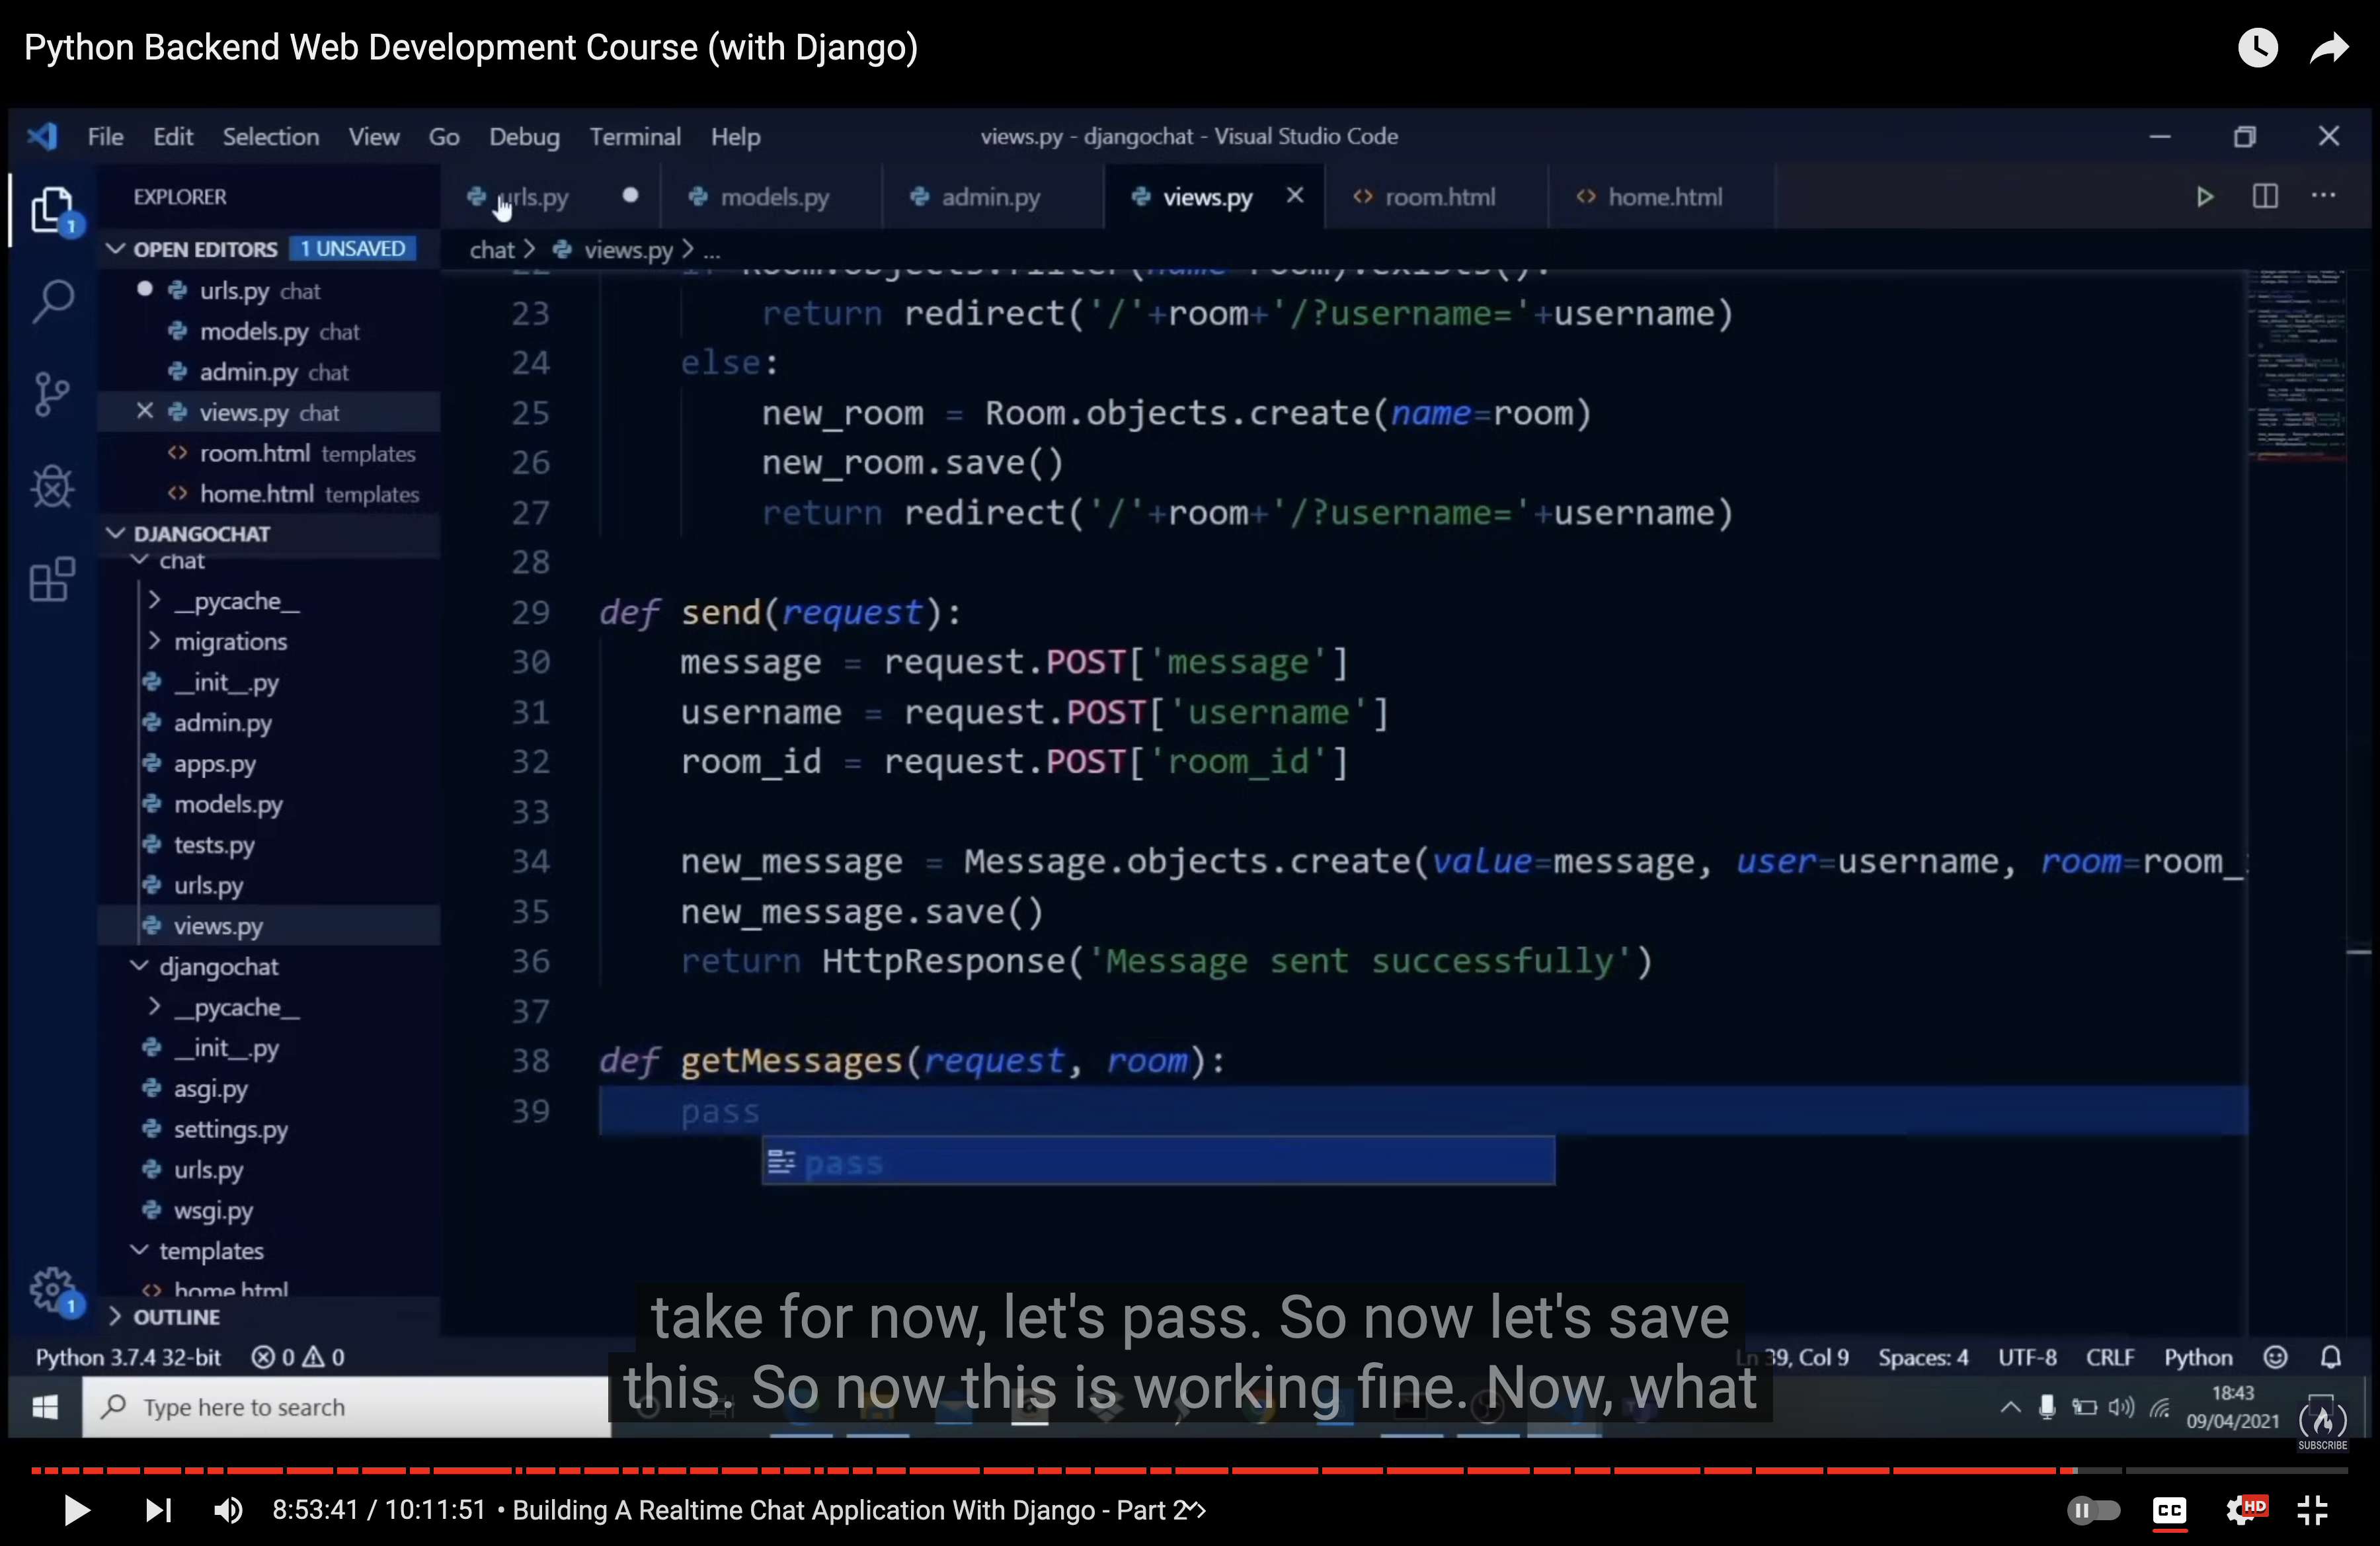 Python Backend Web Development Course (with Django)
File Edit Selection View Go Debug Terminal Help
views.py - djangochat - Visual Studio Code
EXPLORER
urls.py
models.py
admin.py
views.py
room.html
home.html
OPEN EDITORS 1 UNSAVED
urls.py chat
models.py chat
admin.py chat
views.py chat
room.html templates
home.html templates
DJANGOCHAT
chat
__pycache__
migrations
__init__.py
admin.py
apps.py
models.py
tests.py
urls.py
views.py
djangochat
__pycache__
__init__.py
asgi.py
settings.py
urls.py
wsgi.py
templates
home.html
OUTLINE
chat > views.py > ...
22 if Room.objects.filter(name=room).exists():
23 return redirect('/'+room+'/?username='+username)
24 else:
25 new_room = Room.objects.create(name=room)
26 new_room.save()
27 return redirect('/'+room+'/?username='+username)
28
29 def send(request):
30 message = request.POST['message']
31 username = request.POST['username']
32 room_id = request.POST['room_id']
33
34 new_message = Message.objects.create(value=message, user=username, room=room_
35 new_message.save()
36 return HttpResponse('Message sent successfully')
37
38 def getMessages(request, room):
39 pass
pass
take for now, let's pass. So now let's save
this. So now this is working fine. Now, what
Python 3.7.4 32-bit 0 0
Ln 39, Col 9 Spaces: 4 UTF-8 CRLF Python
Type here to search
18:43
09/04/2021
SUBSCRIBE
8:53:41 / 10:11:51 • Building A Realtime Chat Application With Django - Part 2
CC
HD